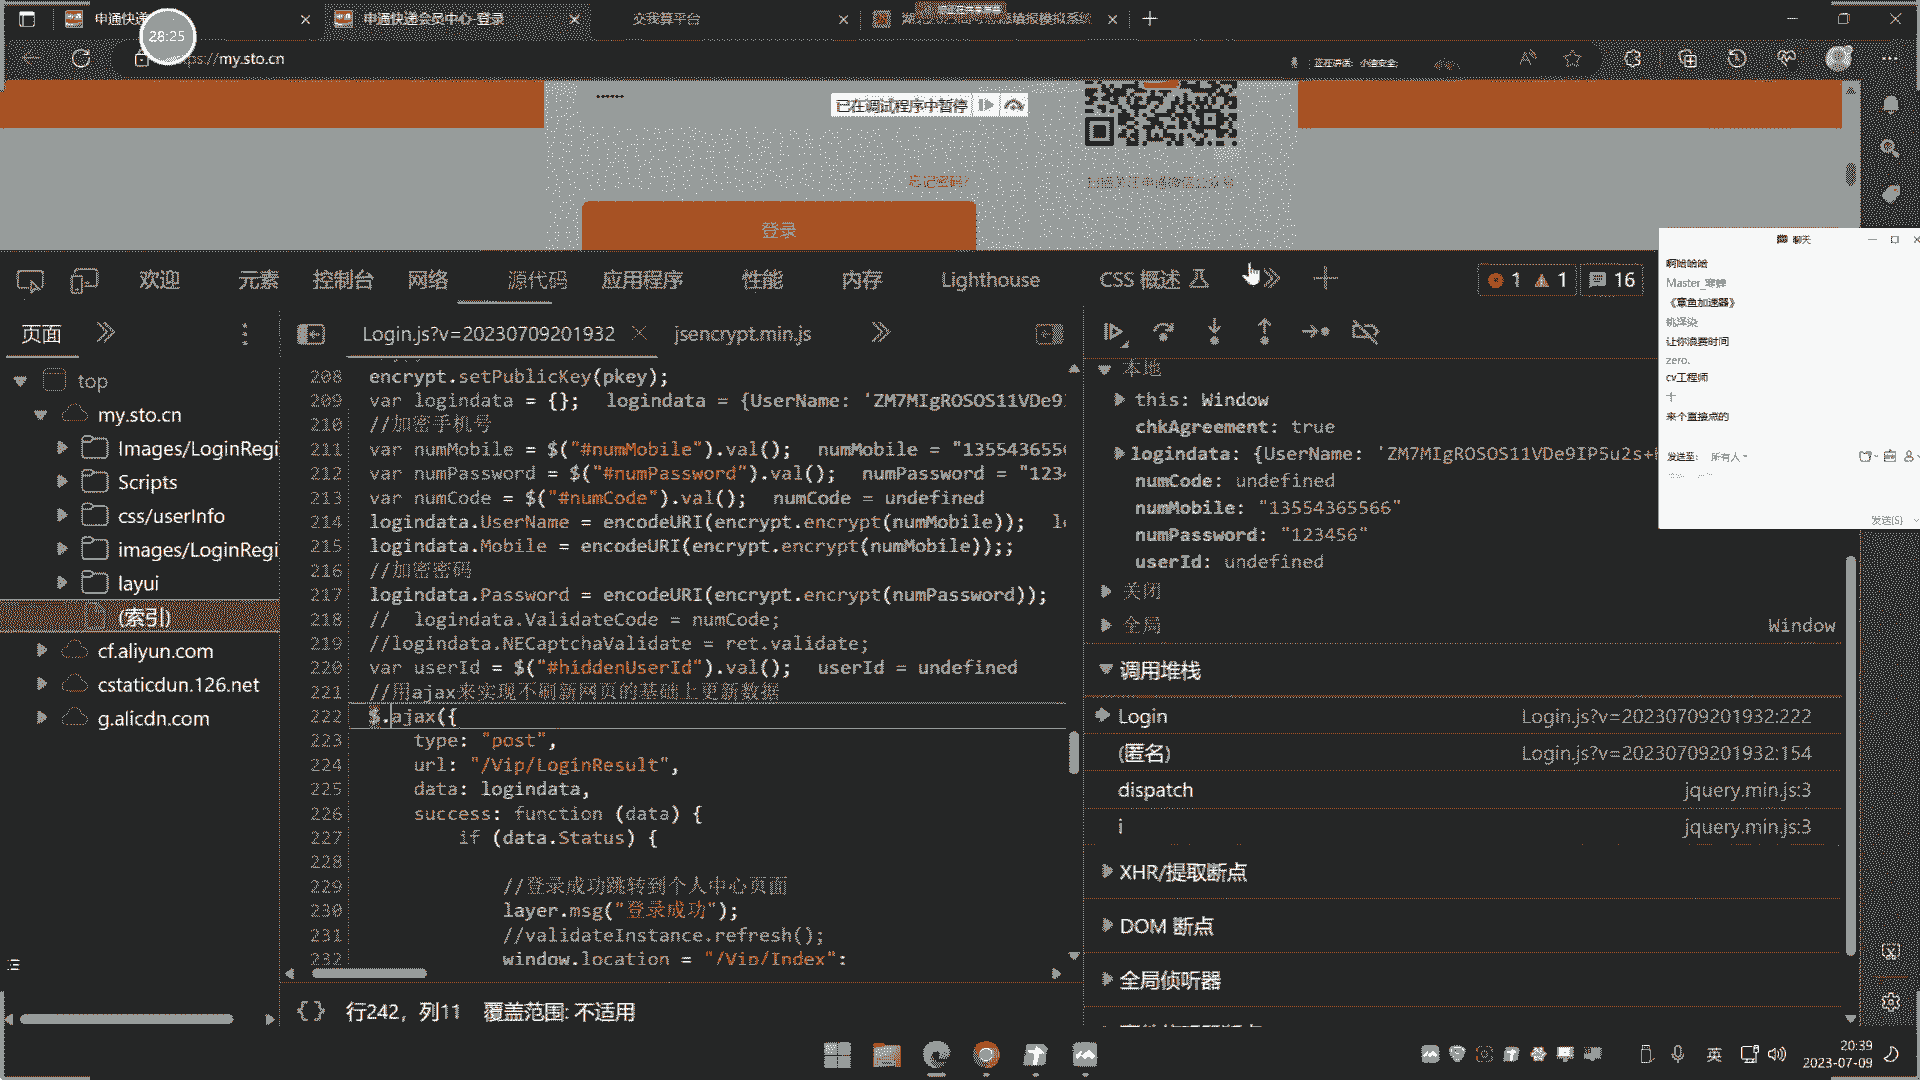 申通快递
申通快递会员中心-登录
交我算平台
28:25
my.sto.cn
正在讲话: 小迪安全;
已在调试程序中暂停
忘记密码?
登录
聊天
啊哈哈哈
《章鱼加速器》
让你浪费时间
zero.
cv工程师
十
来个直接点的
发送至: 所有人
发送(S)
欢迎
元素
控制台
网络
源代码
应用程序
性能
内存
Lighthouse
CSS 概述
1
1
16
页面
Login.js?v=20230709201932
jsencrypt.min.js
top
my.sto.cn
Images/LoginRegi
Scripts
css/userInfo
images/LoginRegi
layui
(索引)
cf.aliyun.com
cstaticdun.126.net
g.alicdn.com
208 encrypt.setPublicKey(pkey);
209 var logindata = {}; logindata = {UserName: 'ZM7MIgROSOS11VDe9
210 //加密手机号
211 var numMobile = $("#numMobile").val(); numMobile = "1355436556
212 var numPassword = $("#numPassword").val(); numPassword = "123
213 var numCode = $("#numCode").val(); numCode = undefined
214 logindata.UserName = encodeURI(encrypt.encrypt(numMobile));
215 logindata.Mobile = encodeURI(encrypt.encrypt(numMobile));;
216 //加密密码
217 logindata.Password = encodeURI(encrypt.encrypt(numPassword));
218 // logindata.ValidateCode = numCode;
219 //logindata.NECaptchaValidate = ret.validate;
220 var userId = $("#hiddenUserId").val(); userId = undefined
221 //用ajax来实现不刷新网页的基础上更新数据
222 $.ajax({
223 type: "post",
224 url: "/Vip/LoginResult",
225 data: logindata,
226 success: function (data) {
227 if (data.Status) {
228
229 //登录成功跳转到个人中心页面
230 layer.msg("登录成功");
231 //validateInstance.refresh();
232 window.location = "/Vip/Index";
行242, 列11 覆盖范围: 不适用
本地
this: Window
chkAgreement: true
logindata: {UserName: 'ZM7MIgROSOS11VDe9IP5u2s+
numCode: undefined
numMobile: "13554365566"
numPassword: "123456"
userId: undefined
关闭
全局 Window
调用堆栈
Login Login.js?v=20230709201932:222
(匿名) Login.js?v=20230709201932:154
dispatch jquery.min.js:3
i jquery.min.js:3
XHR/提取断点
DOM 断点
全局侦听器
英
20:39
2023-07-09